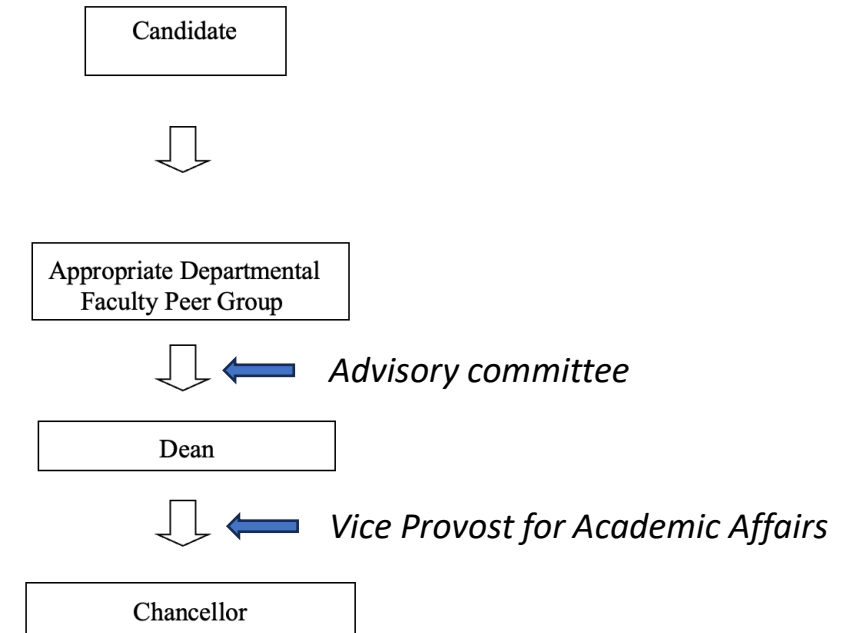 Candidate
Appropriate Departmental
Faculty Peer Group
Advisory committee
Dean
Vice Provost for Academic Affairs
Chancellor